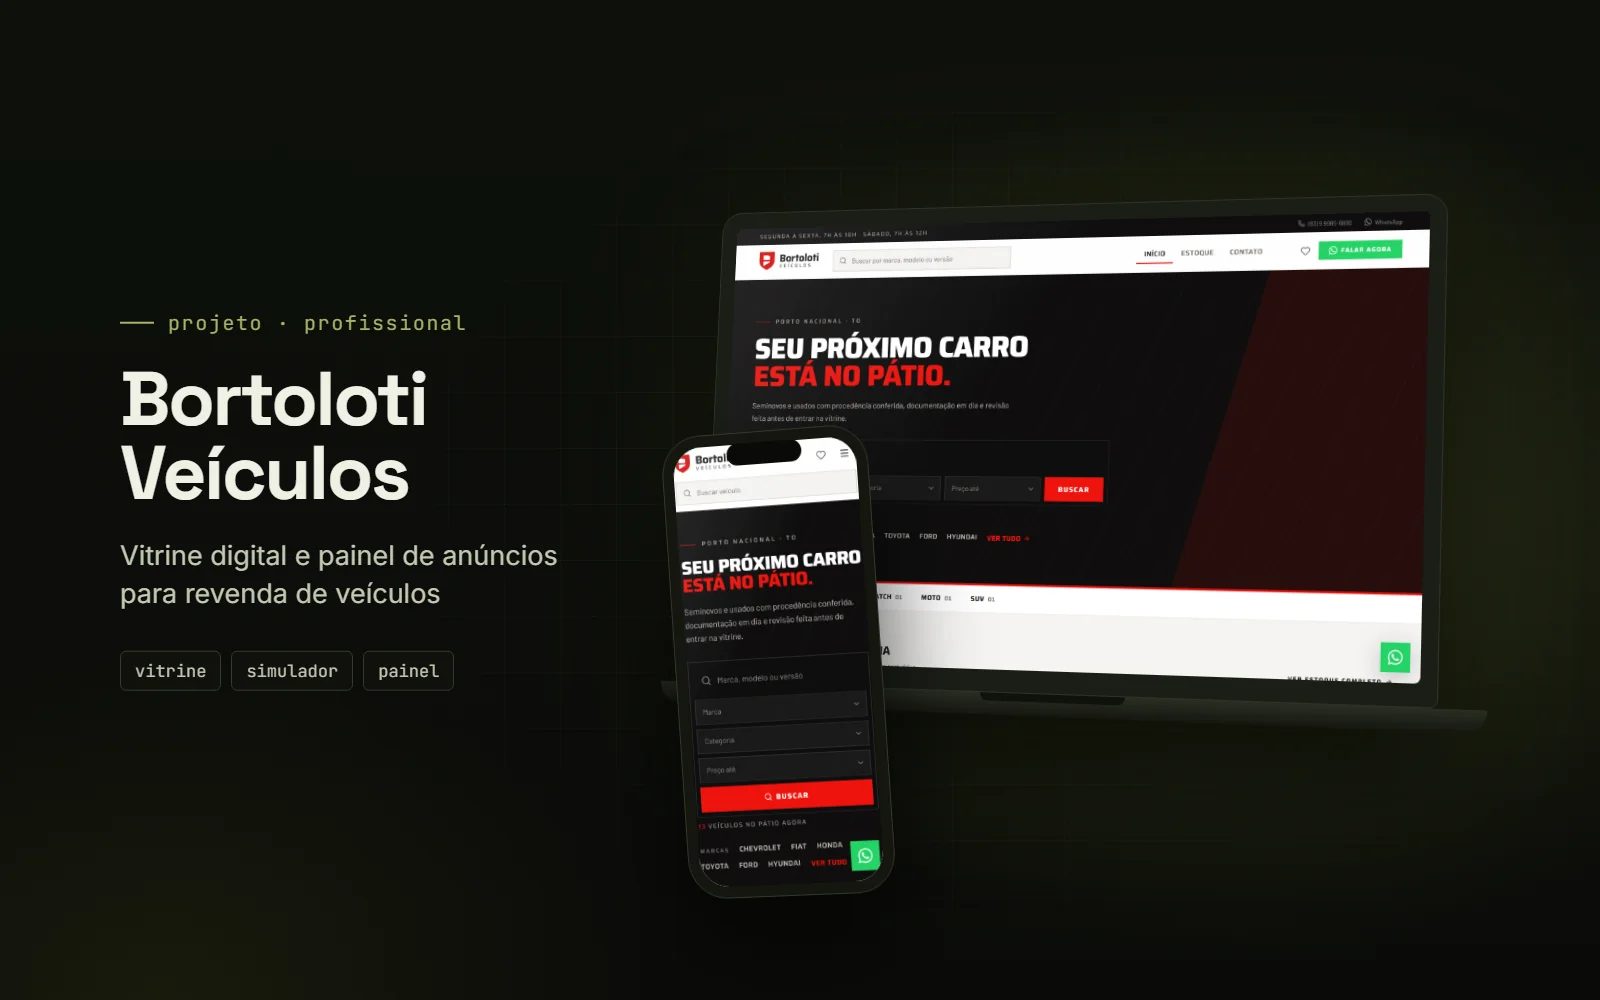 projeto · profissional
Bortoloti
Veículos
Vitrine digital e painel de anúncios
para revenda de veículos
vitrine
simulador
painel
SEGUNDA A SEXTA, 7H ÀS 18H · SÁBADO, 7H ÀS 12H
WhatsApp
Bortoloti
VEÍCULOS
Buscar por marca, modelo ou versão
INÍCIO
ESTOQUE
CONTATO
FALAR AGORA
PORTO NACIONAL · TO
SEU PRÓXIMO CARRO
ESTÁ NO PÁTIO.
Seminovos e usados com procedência conferida, documentação em dia e revisão
feita antes de entrar na vitrine.
Preço até
BUSCAR
TOYOTA FORD HYUNDAI VER TUDO →
MOTO 01
SUV 01
VER ESTOQUE COMPLETO →
VEÍCULOS
Buscar veículo
PORTO NACIONAL · TO
SEU PRÓXIMO CARRO
ESTÁ NO PÁTIO.
Seminovos e usados com procedência conferida,
documentação em dia e revisão feita antes de
entrar na vitrine.
Marca, modelo ou versão
Marca
Categoria
Preço até
BUSCAR
VEÍCULOS NO PÁTIO AGORA
MARCAS CHEVROLET FIAT HONDA
TOYOTA FORD HYUNDAI VER TUDO